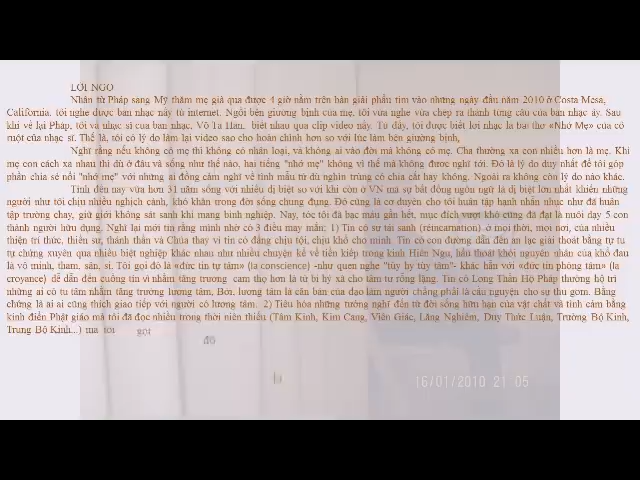 LỜI NGỎ
Nhân từ Pháp sang Mỹ thăm mẹ già qua được 4 giờ nằm trên bàn giải phẩu tim vào những ngày đầu năm 2010 ở Costa Mesa,
California, tôi nghe được bản nhạc này từ internet. Ngồi bên giường bịnh của mẹ, tôi vừa nghe vừa chép ra thành từng câu của bản nhạc ấy. Sau
khi về lại Pháp, tôi và nhạc sĩ của bản nhạc, Võ Tá Hân, biết nhau qua clip video này. Từ đây, tôi được biết lời nhạc là bài thơ «Nhớ Mẹ» của cô
ruột của nhạc sĩ. Thế là, tôi có lý do làm lại video sao cho hoàn chỉnh hơn so với lúc làm bên giường bịnh,
Nghĩ rằng nếu không có mẹ thì không có nhân loại, và không ai vào đời mà không có mẹ. Cha thường xa con nhiều hơn là mẹ. Khi
mẹ con cách xa nhau thì dù ở đâu và sống như thế nào, hai tiếng "nhớ mẹ" không vì thế mà không được nghĩ tới. Đó là lý do duy nhất để tôi góp
phần chia sẻ nỗi "nhớ mẹ" với những ai đồng cảm nghĩ về tình mẫu tử dù nghìn trùng có chia cắt hay không. Ngoài ra không còn lý do nào khác.
Tính đến nay vừa hơn 31 năm sống với nhiều dị biệt so với khi còn ở VN mà sự bất đồng ngôn ngữ là dị biệt lớn nhất khiến những
người như tôi chịu nhiều nghịch cảnh, khó khăn trong đời sống chung đụng. Đó cũng là cơ duyên cho tôi huân tập hạnh nhẫn nhục như đã huân
tập trường chay, giữ giới không sát sanh khi mang binh nghiệp. Nay, tóc tôi đã bạc màu gần hết, mục đích vượt khó cũng đã đạt là nuôi dạy 5 con
thành người hữu dụng. Nghĩ lại mới tin rằng mình nhờ có 3 điều may mắn: 1) Tin có sự tái sanh (réincarnation) ở mọi thời, mọi nơi, của nhiều
thiện tri thức, thiền sư, thánh thần và Chúa thay vì tin có đấng chịu tội, chịu khổ cho mình. Tin có con đường dẫn đến an lạc giải thoát bằng tự tu
tự chứng xuyên qua nhiều biệt nghiệp khác nhau như nhiều chuyện kể về tiền kiếp trong kinh Hiền Ngu, hầu thoát khỏi nguyên nhân của khổ đau
là vô minh, tham, sân, si. Tôi gọi đó là «đức tin tự tâm» (la conscience) -như quen nghe "tùy hỷ tùy tâm"- khác hẳn với «đức tin phóng tâm» (la
croyance) dễ dẫn đến cuồng tín vì nhằm tăng trưởng cam thọ hơn là từ bi hỷ xả cho tâm tư rỗng lặng. Tin có Long Thần Hộ Pháp thường hộ trì
những ai có tu tâm nhằm tăng trưởng lương tâm, Bởi, lương tâm là căn bản của đạo làm người chẳng phải là cầu nguyện cho sự thu gom. Bằng
chứng là ai ai cũng thích giao tiếp với người có lương tâm. 2) Tiêu hóa những tư tưởng nghĩ đến từ đời sống hữu hạn của vật chất và tình cảm bằng
kinh điển Phật giáo mà tôi đã đọc nhiều trong thời niên thiếu (Tâm Kinh, Kim Cang, Viên Giác, Lăng Nghiêm, Duy Thức Luận, Trường Bộ Kinh,
Trung Bộ Kinh...) mà tôi gọi
đó
là
16/01/2010 21 05